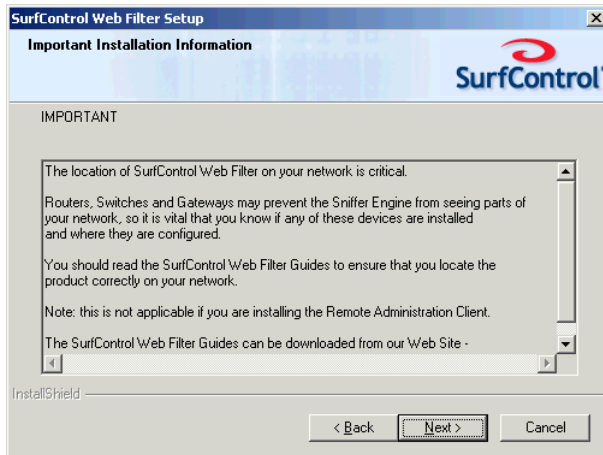 SurfControl Web Filter Setup
Important Installation Information
SurfControl
IMPORTANT
The location of SurfControl Web Filter on your network is critical.
Routers, Switches and Gateways may prevent the Sniffer Engine from seeing parts of
your network, so it is vital that you know if any of these devices are installed
and where they are configured.
You should read the SurfControl Web Filter Guides to ensure that you locate the
product correctly on your network.
Note: this is not applicable if you are installing the Remote Administration Client.
The SurfControl Web Filter Guides can be downloaded from our Web Site -
InstallShield
< Back
Next >
Cancel